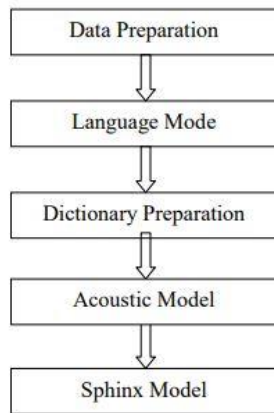 Data Preparation
Language Mode
Dictionary Preparation
Acoustic Model
Sphinx Model